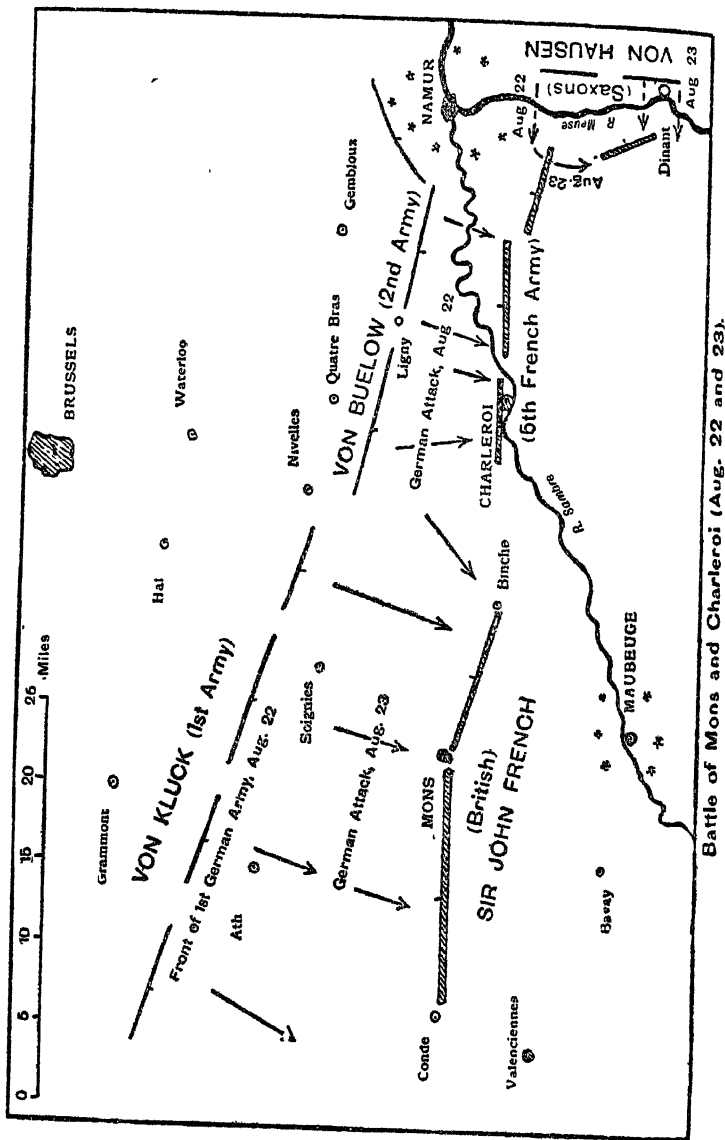 0 5 10 15 20 25
Miles
BRUSSELS
Grammont
Hal
Waterloo
VON KLUCK (1st Army)
Front of 1st German Army, Aug. 22
Ath
Soignies
Nivelles
Quatre Bras
Gembloux
VON BUELOW (2nd Army)
Ligny
German Attack, Aug. 23
German Attack, Aug 22
NAMUR
Conde
MONS
Binche
CHARLEROI
(5th French Army)
(British)
SIR JOHN FRENCH
Valenciennes
Bavay
MAUBEUGE
R. Sambre
Aug 22
Aug. 23
R Meuse
(Saxons)
VON HAUSEN
Dinant
Aug 23
Battle of Mons and Charleroi (Aug. 22 and 23).